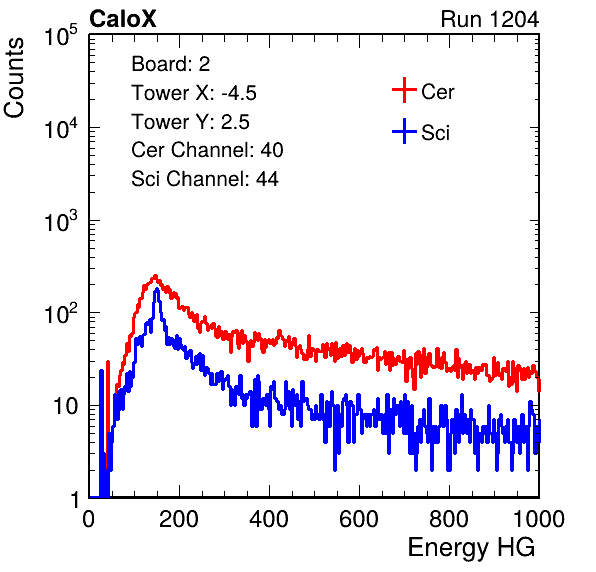 CaloX Run 1204
Counts
Board: 2
Tower X: -4.5
Tower Y: 2.5
Cer Channel: 40
Sci Channel: 44
Cer
Sci
10^5
10^4
10^3
10^2
10
1
0 200 400 600 800 1000
Energy HG